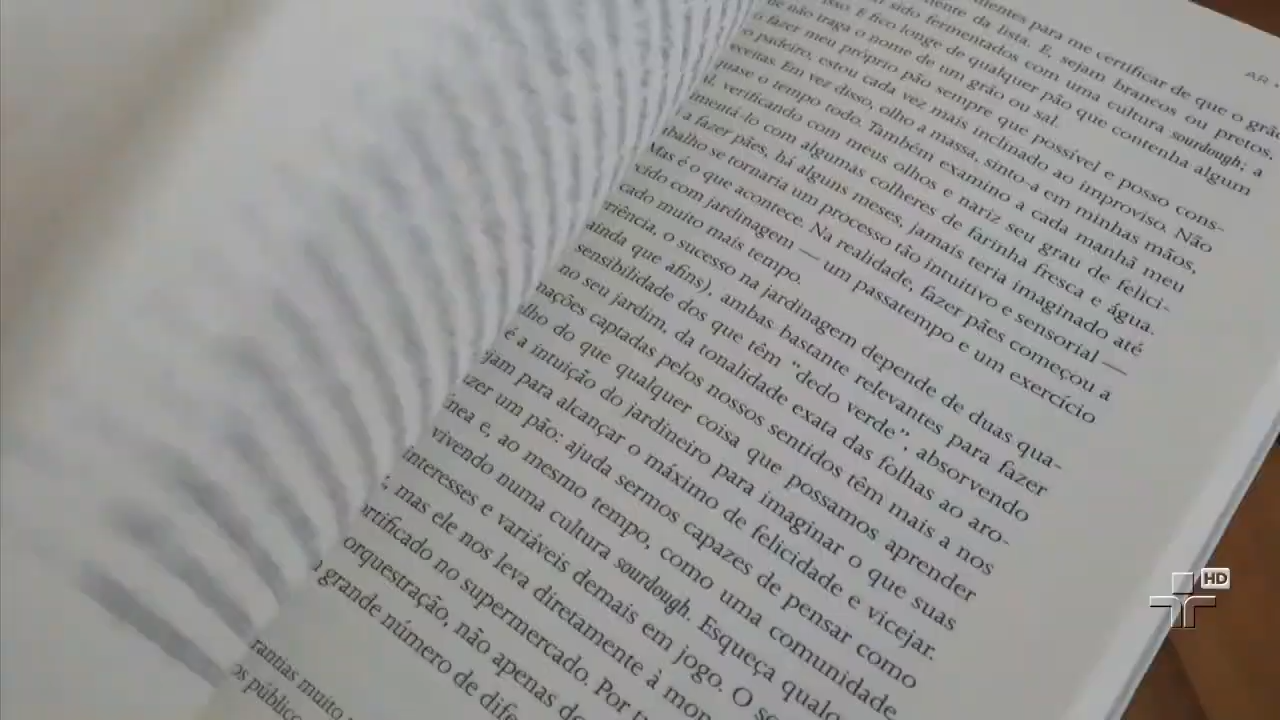 para me certificar de que o grão
da lista. E, sejam brancos ou pretos,
sido fermentados com uma cultura sourdough; a
E fico longe de qualquer pão que contenha algum
não traga o nome de um grão ou sal.
fazer meu próprio pão sempre que possível e posso cons-
padeiro, estou cada vez mais inclinado ao improviso. Não
Em vez disso, olho a massa, sinto-a em minhas mãos,
quase o tempo todo. Também examino a cada manhã meu
verificando com meus olhos e nariz seu grau de felici-
com algumas colheres de farinha fresca e água.
a fazer pães, há alguns meses, jamais teria imaginado até
se tornaria um processo tão intuitivo e sensorial —
Mas é o que acontece. Na realidade, fazer pães começou a
com jardinagem — um passatempo e um exercício
muito mais tempo.
o sucesso na jardinagem depende de duas qua-
ainda que afins), ambas bastante relevantes para fazer
sensibilidade dos que têm “dedo verde”, absorvendo
no seu jardim, da tonalidade exata das folhas ao aro-
captadas pelos nossos sentidos têm mais a nos
do que qualquer coisa que possamos aprender
é a intuição do jardineiro para imaginar o que suas
para alcançar o máximo de felicidade e vicejar.
um pão: ajuda sermos capazes de pensar como
e, ao mesmo tempo, como uma comunidade
vivendo numa cultura sourdough. Esqueça
interesses e variáveis demais em jogo. O
mas ele nos leva diretamente à
no supermercado. Por
orquestração, não apenas
grande número de
muito
AR
HD